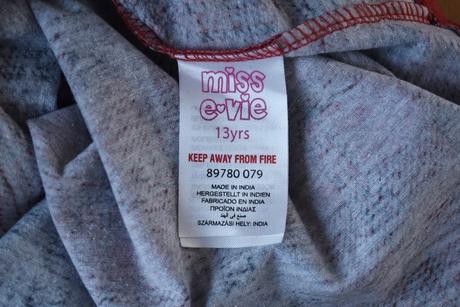 miss
e♥vie
13yrs
KEEP AWAY FROM FIRE
89780 079
MADE IN INDIA
HERGESTELLT IN INDIEN
FABRICADO EN INDIA
ΠΡΟΪΟΝ ΙΝΔΙΑΣ
صنع في الهند
SZÁRMAZÁSI HELY: INDIA